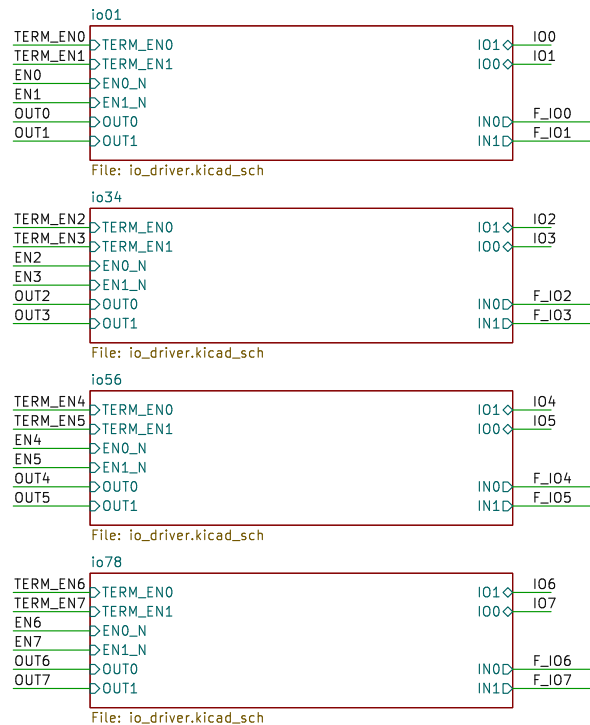 io01
TERM_EN0 TERM_EN0 IO1 IO0
TERM_EN1 TERM_EN1 IO0 IO1
EN0 EN0_N
EN1 EN1_N
OUT0 OUT0 IN0 F_IO0
OUT1 OUT1 IN1 F_IO1
File: io_driver.kicad_sch
io34
TERM_EN2 TERM_EN0 IO1 IO2
TERM_EN3 TERM_EN1 IO0 IO3
EN2 EN0_N
EN3 EN1_N
OUT2 OUT0 IN0 F_IO2
OUT3 OUT1 IN1 F_IO3
File: io_driver.kicad_sch
io56
TERM_EN4 TERM_EN0 IO1 IO4
TERM_EN5 TERM_EN1 IO0 IO5
EN4 EN0_N
EN5 EN1_N
OUT4 OUT0 IN0 F_IO4
OUT5 OUT1 IN1 F_IO5
File: io_driver.kicad_sch
io78
TERM_EN6 TERM_EN0 IO1 IO6
TERM_EN7 TERM_EN1 IO0 IO7
EN6 EN0_N
EN7 EN1_N
OUT6 OUT0 IN0 F_IO6
OUT7 OUT1 IN1 F_IO7
File: io_driver.kicad_sch